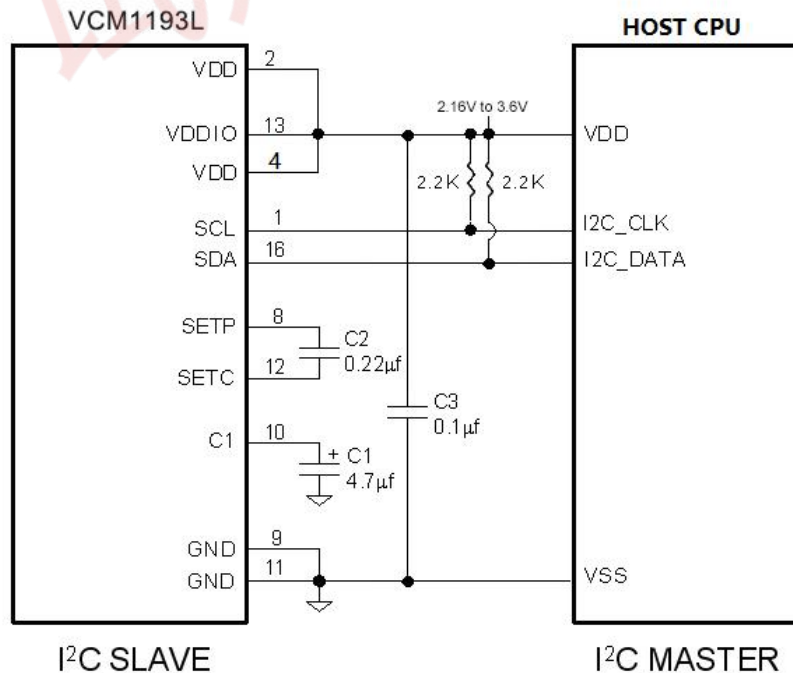 VCM1193L
HOST CPU
VDD 2
2.16V to 3.6V
VDDIO 13
VDD
VDD 4
2.2K 2.2K
SCL 1
I2C_CLK
SDA 16
I2C_DATA
SETP 8
C2
0.22µf
SETC 12
C3
0.1µf
C1 10
+ C1
4.7µf
GND 9
GND 11
VSS
I²C SLAVE
I²C MASTER